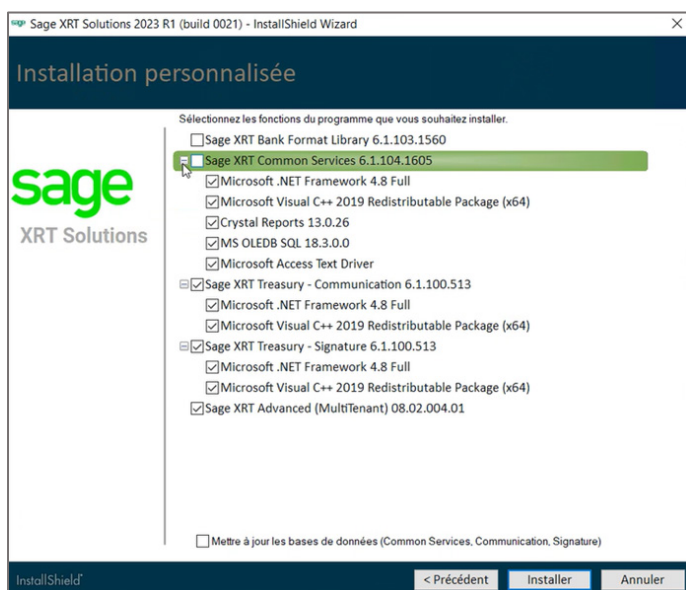 sage Sage XRT Solutions 2023 R1 (build 0021) - InstallShield Wizard
Installation personnalisée
Sélectionnez les fonctions du programme que vous souhaitez installer.
Sage XRT Bank Format Library 6.1.103.1560
Sage XRT Common Services 6.1.104.1605
Microsoft .NET Framework 4.8 Full
Microsoft Visual C++ 2019 Redistributable Package (x64)
Crystal Reports 13.0.26
MS OLEDB SQL 18.3.0.0
Microsoft Access Text Driver
Sage XRT Treasury - Communication 6.1.100.513
Microsoft .NET Framework 4.8 Full
Microsoft Visual C++ 2019 Redistributable Package (x64)
Sage XRT Treasury - Signature 6.1.100.513
Microsoft .NET Framework 4.8 Full
Microsoft Visual C++ 2019 Redistributable Package (x64)
Sage XRT Advanced (MultiTenant) 08.02.004.01
sage
XRT Solutions
Mettre à jour les bases de données (Common Services, Communication, Signature)
InstallShield
< Précédent
Installer
Annuler